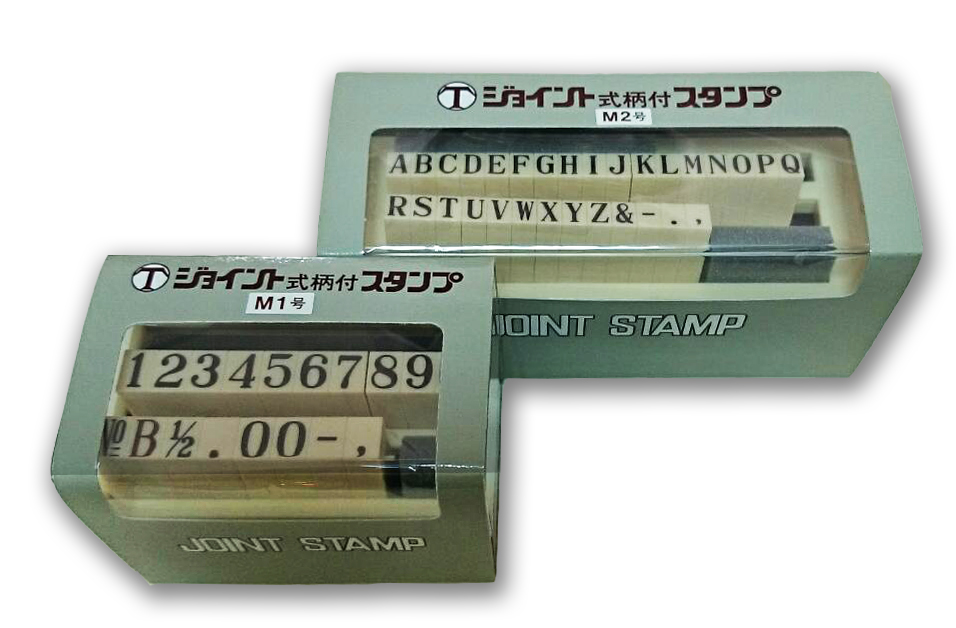 ジョイント式柄付スタンプ
M2号
ABCDEFGHIJKLMNOPQ
RSTUVWXYZ&-.,
JOINT STAMP
ジョイント式柄付スタンプ
M1号
123456789
№B½.00-,
JOINT STAMP